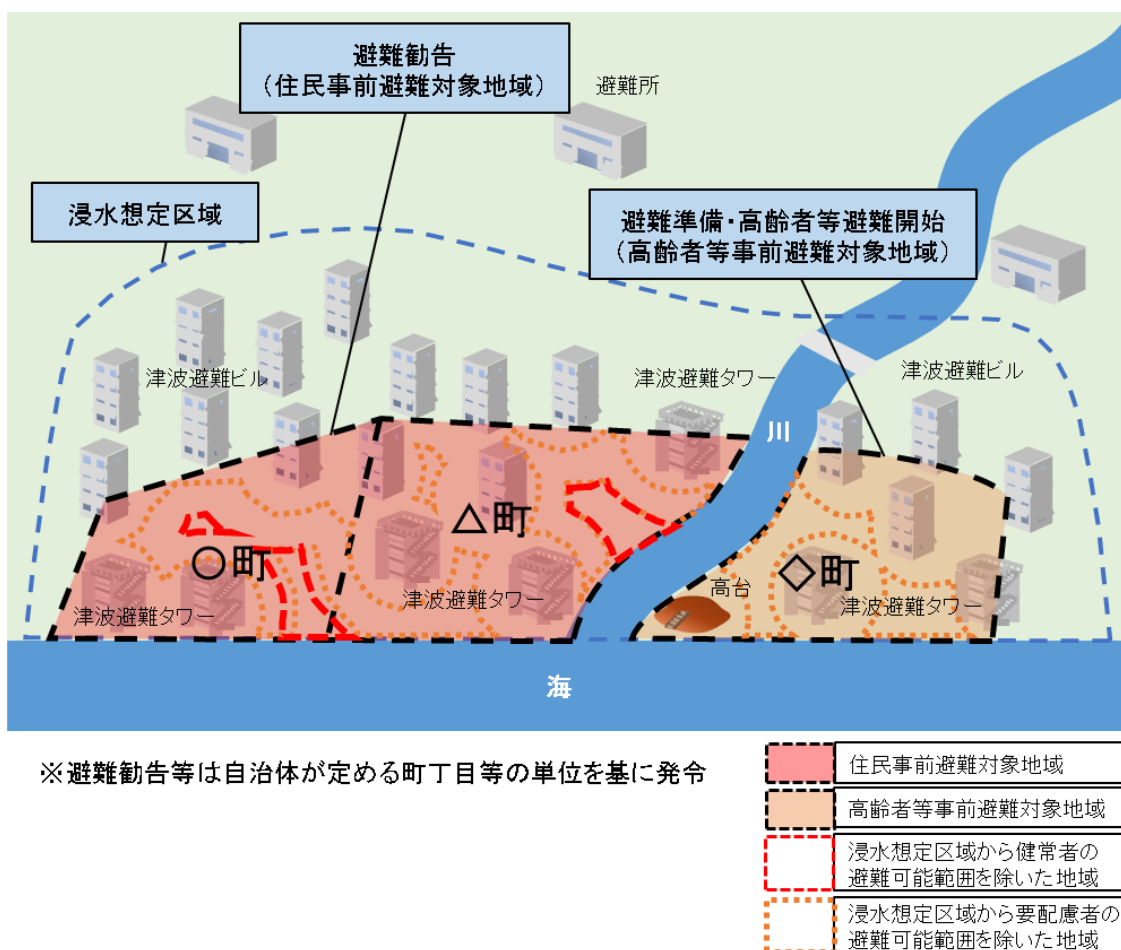 避難勧告
（住民事前避難対象地域）
避難所
浸水想定区域
避難準備・高齢者等避難開始
（高齢者等事前避難対象地域）
津波避難ビル
津波避難タワー
津波避難ビル
川
△町
○町
◇町
高台
津波避難タワー
津波避難タワー
津波避難タワー
海
※避難勧告等は自治体が定める町丁目等の単位を基に発令
住民事前避難対象地域
高齢者等事前避難対象地域
浸水想定区域から健常者の
避難可能範囲を除いた地域
浸水想定区域から要配慮者の
避難可能範囲を除いた地域